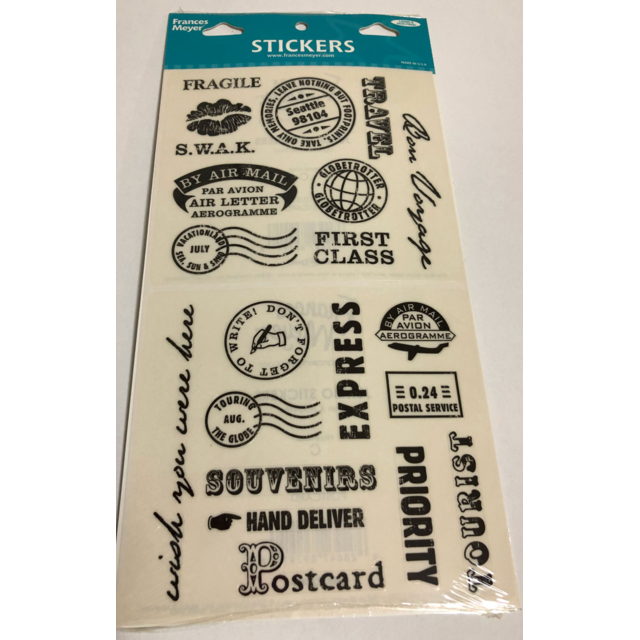 Frances Meyer
STICKERS
www.francesmeyer.com
MADE IN U.S.A.
FRAGILE
S.W.A.K.
LEAVE NOTHING BUT FOOTPRINTS, TAKE ONLY MEMORIES,
Seattle
98104
TRAVEL
Bon Voyage
BY AIR MAIL
PAR AVION
AIR LETTER
AEROGRAMME
GLOBETROTTER
GLOBETROTTER
VACATIONLAND
JULY
SEA, SUN & SAND
FIRST
CLASS
wish you were here
DON'T FORGET TO WRITE!
EXPRESS
BY AIR MAIL
PAR AVION
AEROGRAMME
0.24
POSTAL SERVICE
TOURING
AUG.
THE GLOBE
SOUVENIRS
HAND DELIVER
Postcard
PRIORITY
TOURIST